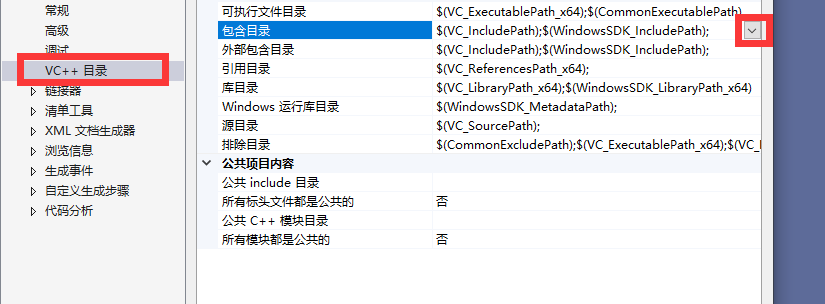 常规
高级
调试
VC++ 目录
链接器
清单工具
XML 文档生成器
浏览信息
生成事件
自定义生成步骤
代码分析
可执行文件目录 $(VC_ExecutablePath_x64);$(CommonExecutablePath)
包含目录 $(VC_IncludePath);$(WindowsSDK_IncludePath);
外部包含目录 $(VC_IncludePath);$(WindowsSDK_IncludePath);
引用目录 $(VC_ReferencesPath_x64);
库目录 $(VC_LibraryPath_x64);$(WindowsSDK_LibraryPath_x64)
Windows 运行库目录 $(WindowsSDK_MetadataPath);
源目录 $(VC_SourcePath);
排除目录 $(CommonExcludePath);$(VC_ExecutablePath_x64);$(VC_
公共项目内容
公共 include 目录
所有标头文件都是公共的 否
公共 C++ 模块目录
所有模块都是公共的 否